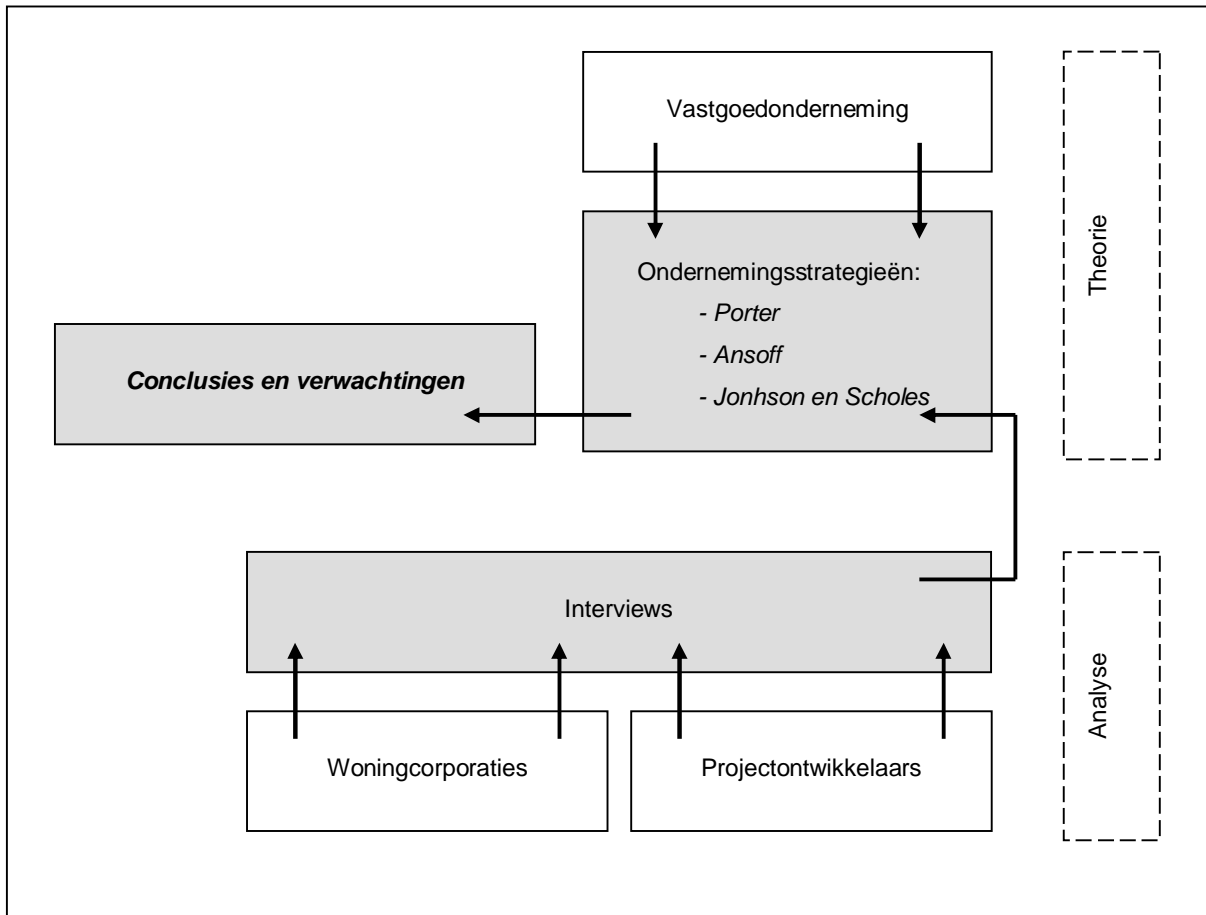 Vastgoedonderneming
Ondernemingsstrategieën:
- Porter
- Ansoff
- Jonhson en Scholes
Theorie
Conclusies en verwachtingen
Interviews
Woningcorporaties
Projectontwikkelaars
Analyse